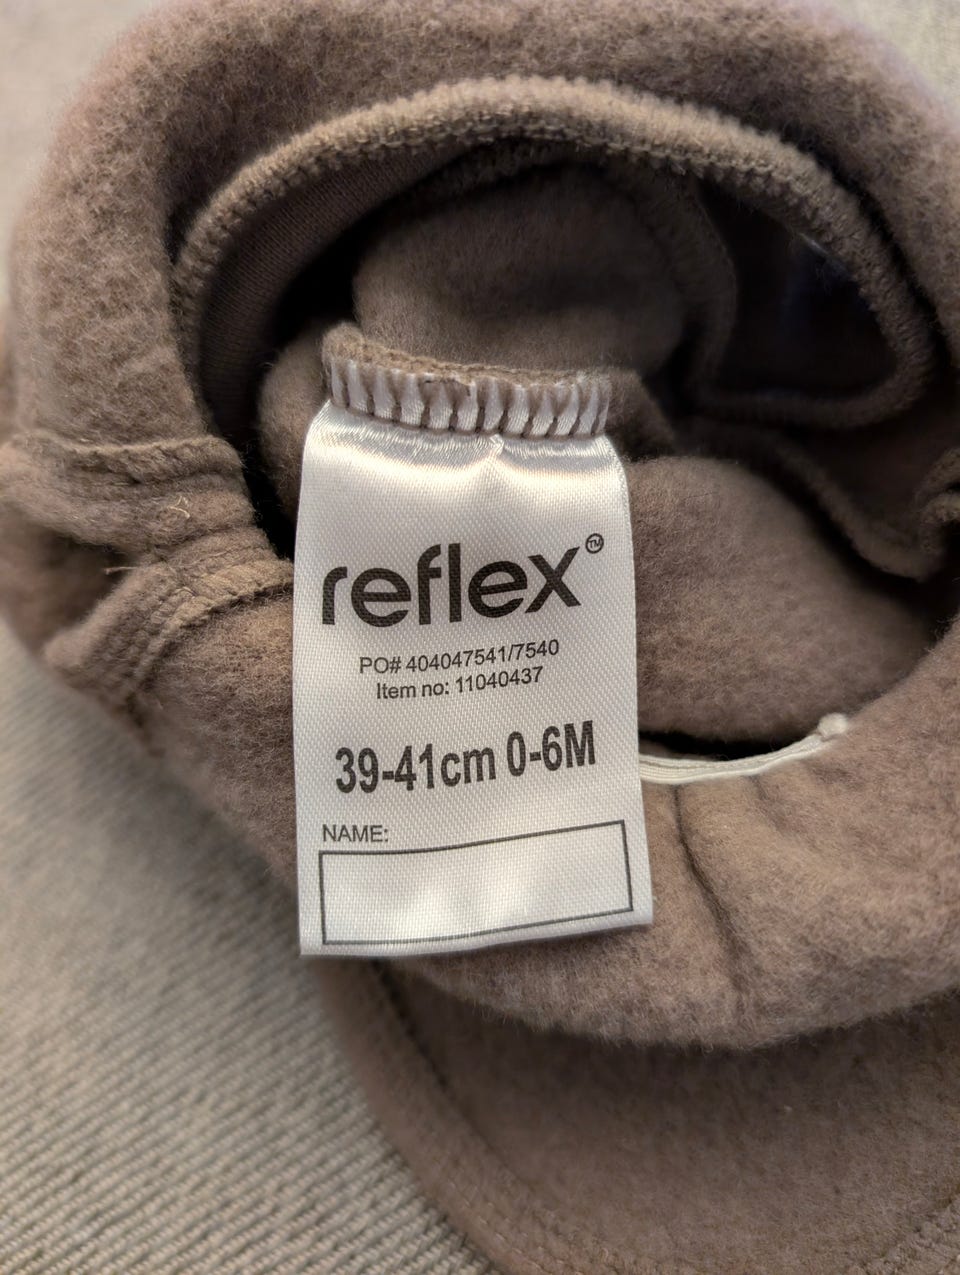 reflex™
PO# 404047541/7540
Item no: 11040437
39-41cm 0-6M
NAME: